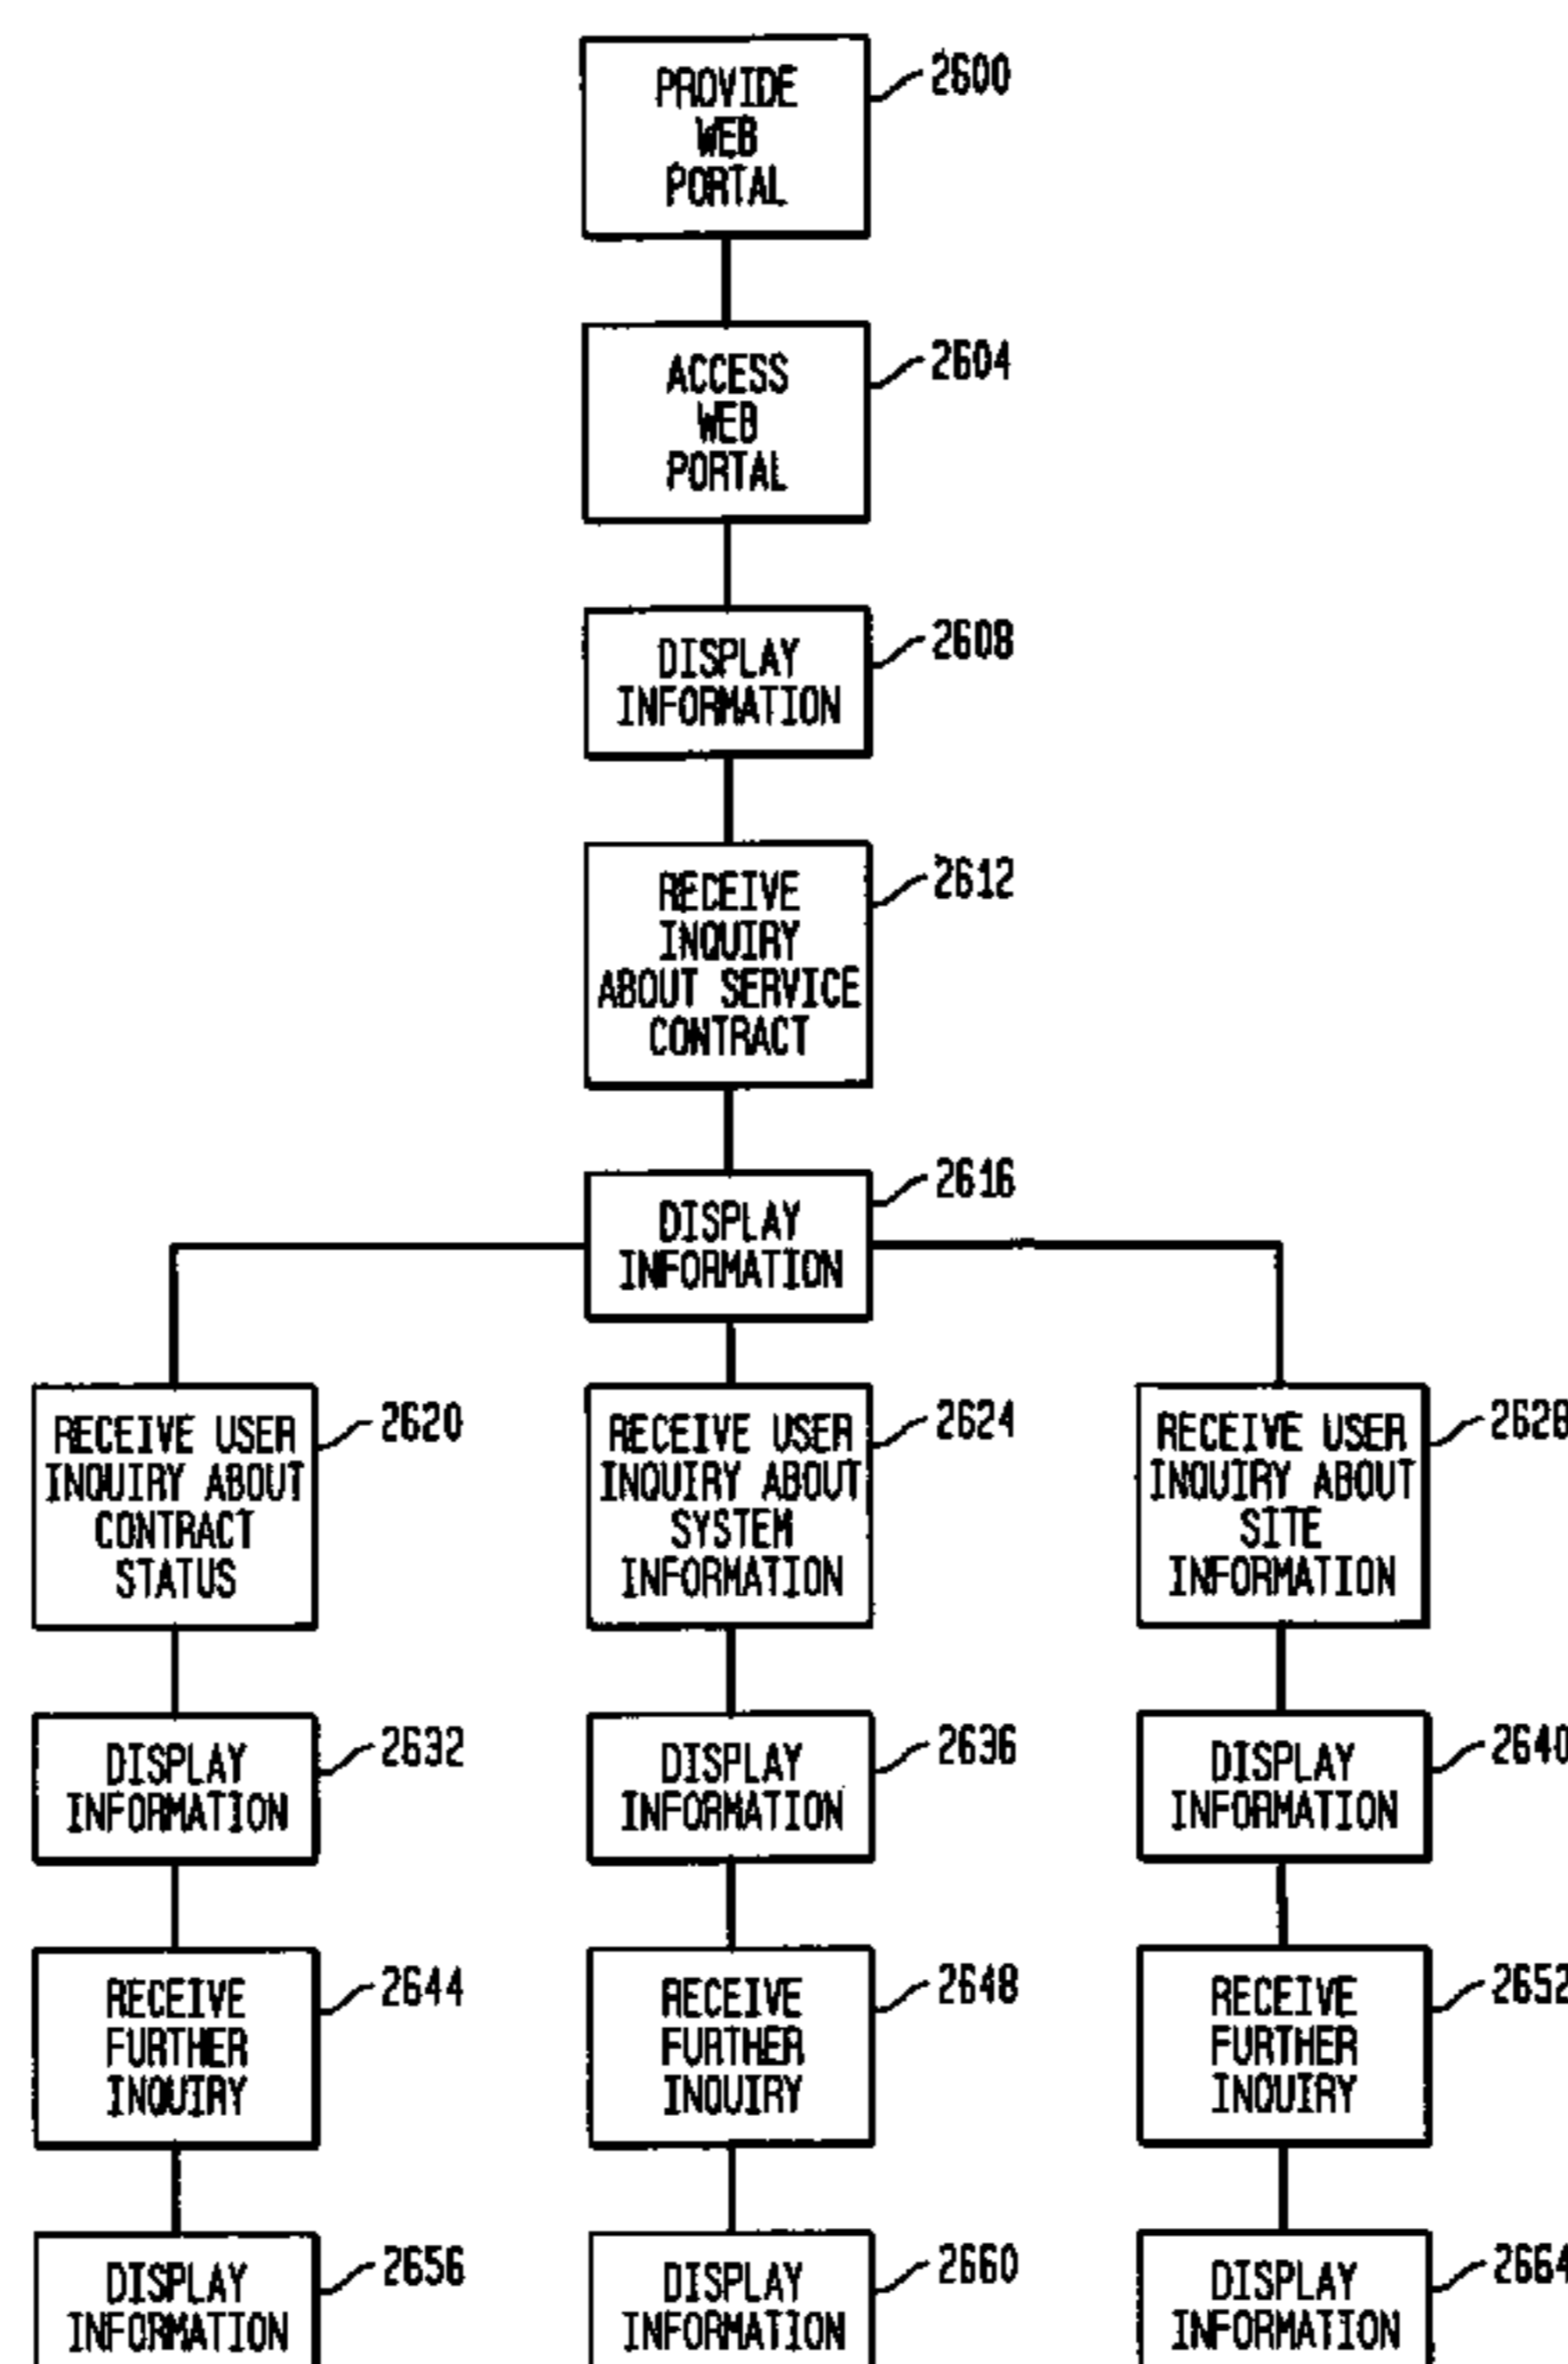 PROVIDE
WEB
PORTAL
2600
ACCESS
WEB
PORTAL
2604
DISPLAY
INFORMATION
2608
RECEIVE
INQUIRY
ABOUT SERVICE
CONTRACT
2612
DISPLAY
INFORMATION
2616
RECEIVE USER
INQUIRY ABOUT
CONTRACT
STATUS
2620
RECEIVE USER
INQUIRY ABOUT
SYSTEM
INFORMATION
2624
RECEIVE USER
INQUIRY ABOUT
SITE
INFORMATION
2628
DISPLAY
INFORMATION
2632
DISPLAY
INFORMATION
2636
DISPLAY
INFORMATION
2640
RECEIVE
FURTHER
INQUIRY
2644
RECEIVE
FURTHER
INQUIRY
2648
RECEIVE
FURTHER
INQUIRY
2652
DISPLAY
INFORMATION
2656
DISPLAY
INFORMATION
2660
DISPLAY
INFORMATION
2664